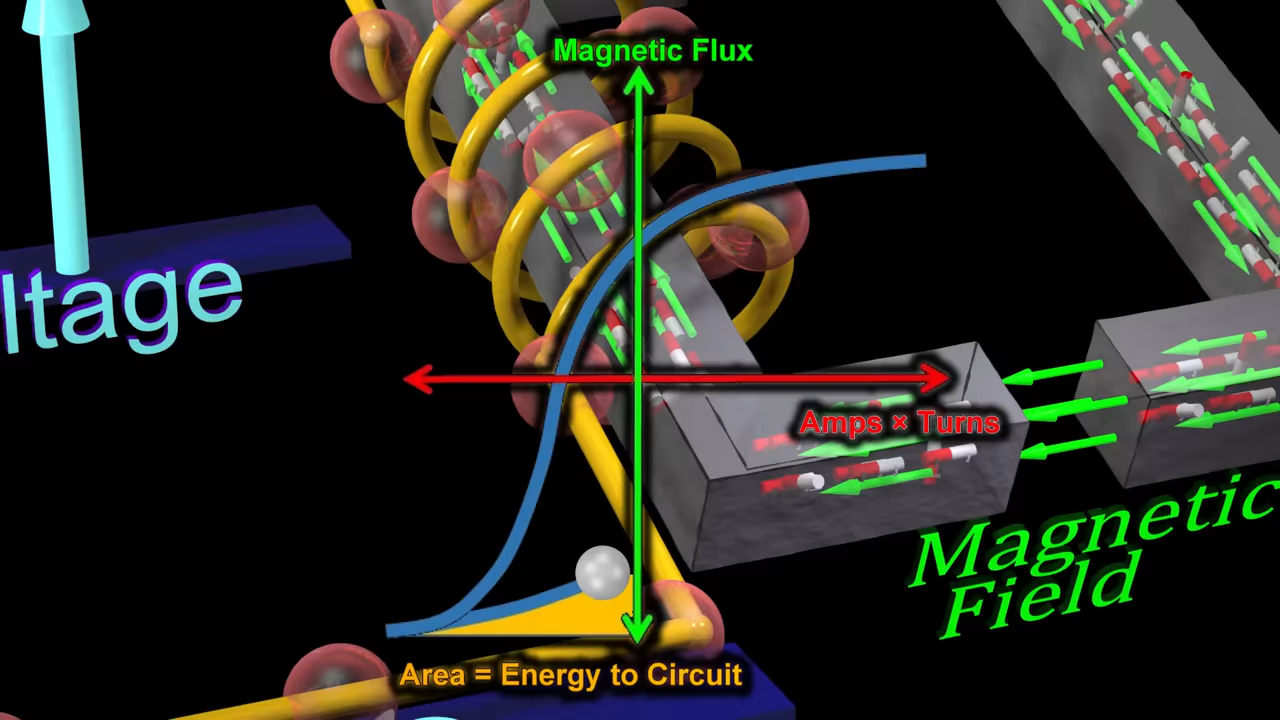 Magnetic Flux
ltage
Amps × Turns
Magnetic
Field
Area = Energy to Circuit